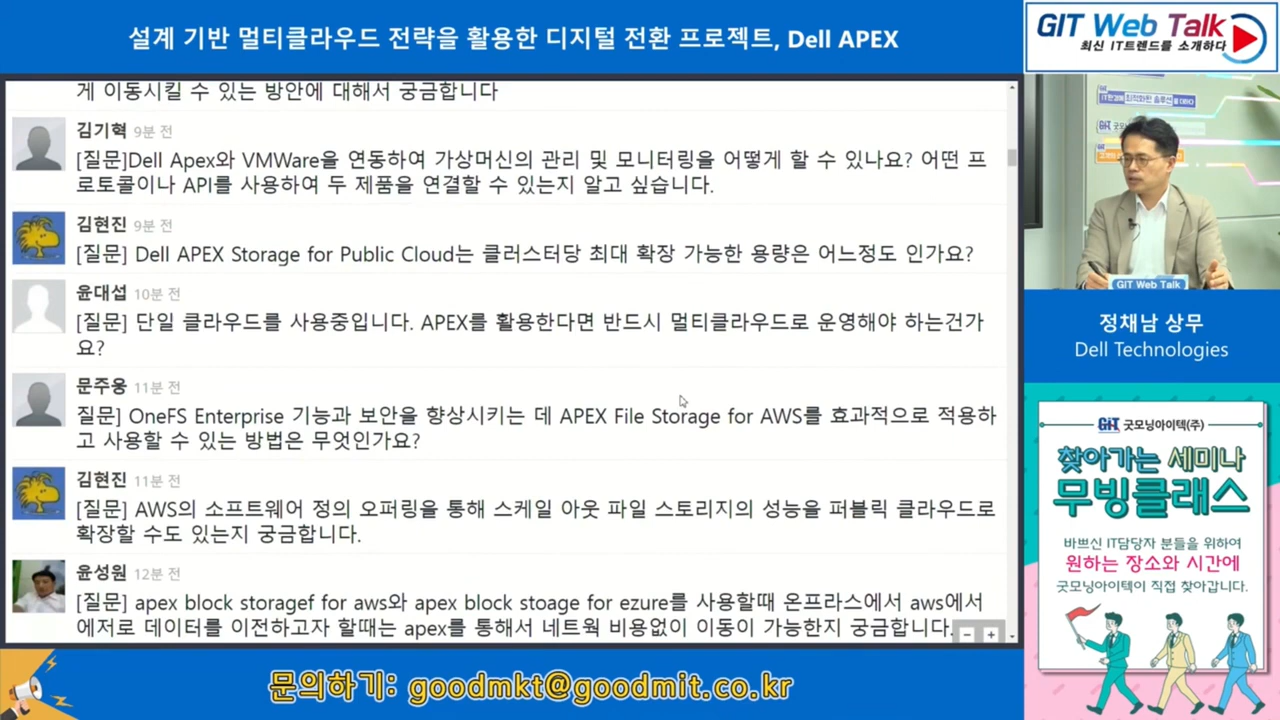 설계 기반 멀티클라우드 전략을 활용한 디지털 전환 프로젝트, Dell APEX
게 이동시킬 수 있는 방안에 대해서 궁금합니다
김기혁 9분 전
[질문]Dell Apex와 VMWare을 연동하여 가상머신의 관리 및 모니터링을 어떻게 할 수 있나요? 어떤 프
로토콜이나 API를 사용하여 두 제품을 연결할 수 있는지 알고 싶습니다.
김현진 9분 전
[질문] Dell APEX Storage for Public Cloud는 클러스터당 최대 확장 가능한 용량은 어느정도 인가요?
윤대섭 10분 전
[질문] 단일 클라우드를 사용중입니다. APEX를 활용한다면 반드시 멀티클라우드로 운영해야 하는건가
요?
문주웅 11분 전
질문] OneFS Enterprise 기능과 보안을 향상시키는 데 APEX File Storage for AWS를 효과적으로 적용하
고 사용할 수 있는 방법은 무엇인가요?
김현진 11분 전
[질문] AWS의 소프트웨어 정의 오퍼링을 통해 스케일 아웃 파일 스토리지의 성능을 퍼블릭 클라우드로
확장할 수도 있는지 궁금합니다.
윤성원 12분 전
[질문] apex block storagef for aws와 apex block stoage for ezure를 사용할때 온프라스에서 aws에서
에저로 데이터를 이전하고자 할때는 apex를 통해서 네트웍 비용없이 이동이 가능한지 궁금합니다.
문의하기: goodmkt@goodmit.co.kr
GIT Web Talk
최신 IT트렌드를 소개하다
GIT Web Talk
정채남 상무
Dell Technologies
GIT 굿모닝아이텍(주)
찾아가는 세미나
무빙클래스
바쁘신 IT담당자 분들을 위하여
원하는 장소와 시간에
굿모닝아이텍이 직접 찾아갑니다.